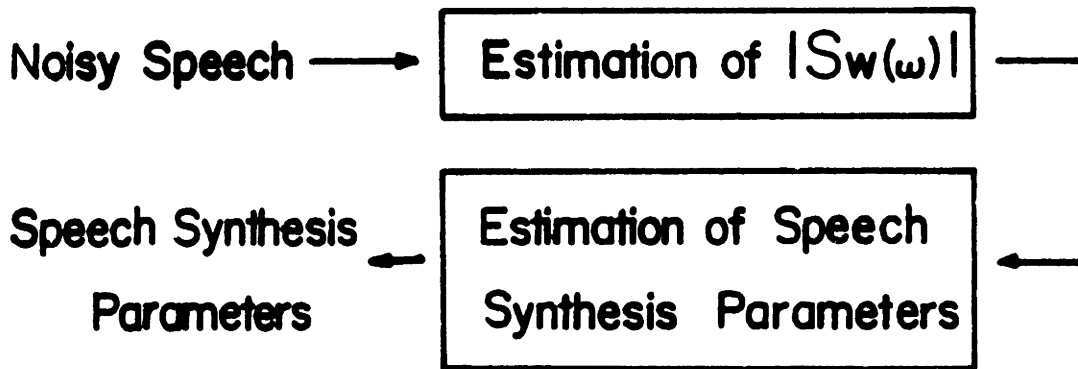 Noisy Speech
Estimation of |Sw(ω)|
Speech Synthesis
Parameters
Estimation of Speech
Synthesis Parameters